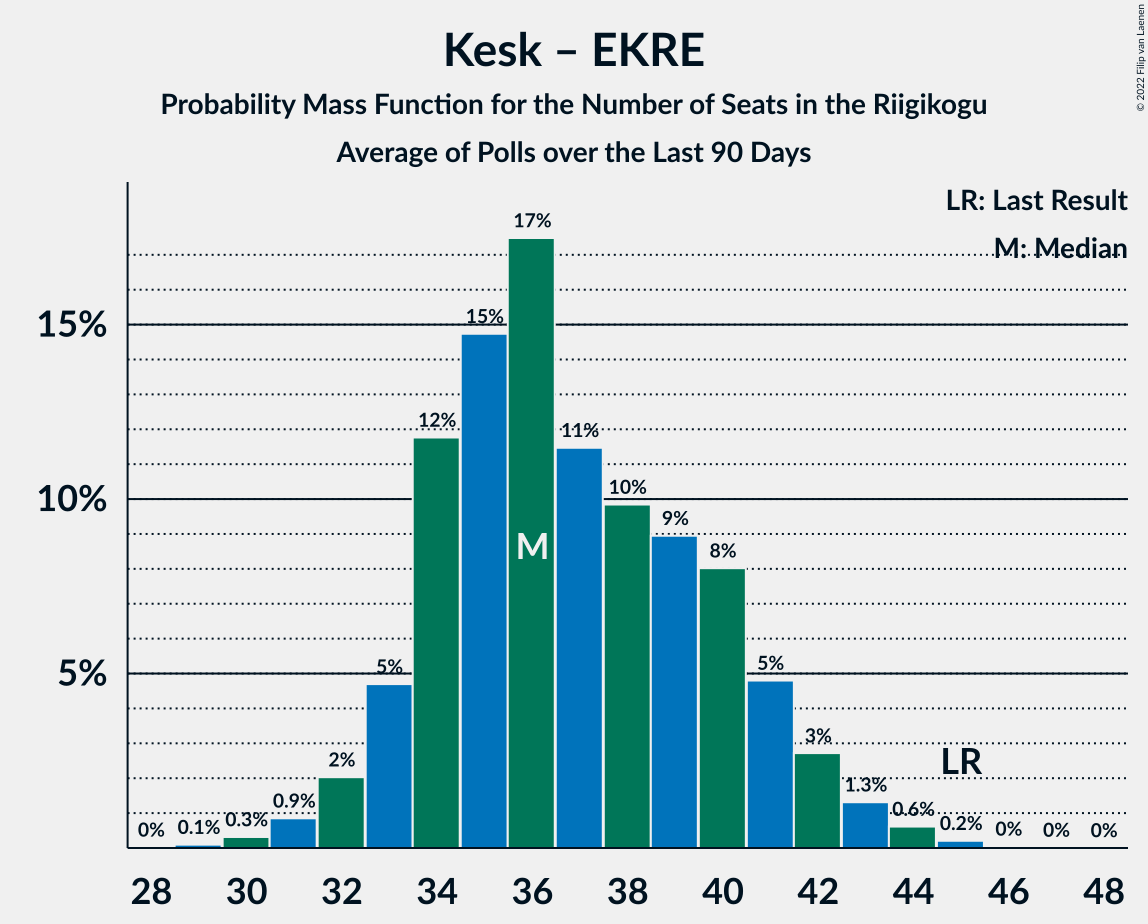 Kesk – EKRE
Probability Mass Function for the Number of Seats in the Riigikogu
Average of Polls over the Last 90 Days
© 2022 Filip van Laenen
LR: Last Result
M: Median
15%
10%
5%
0%
0.1%
0.3%
0.9%
2%
5%
12%
15%
17%
11%
10%
9%
8%
5%
3%
1.3%
0.6%
0.2%
0%
0%
0%
M
LR
28 30 32 34 36 38 40 42 44 46 48